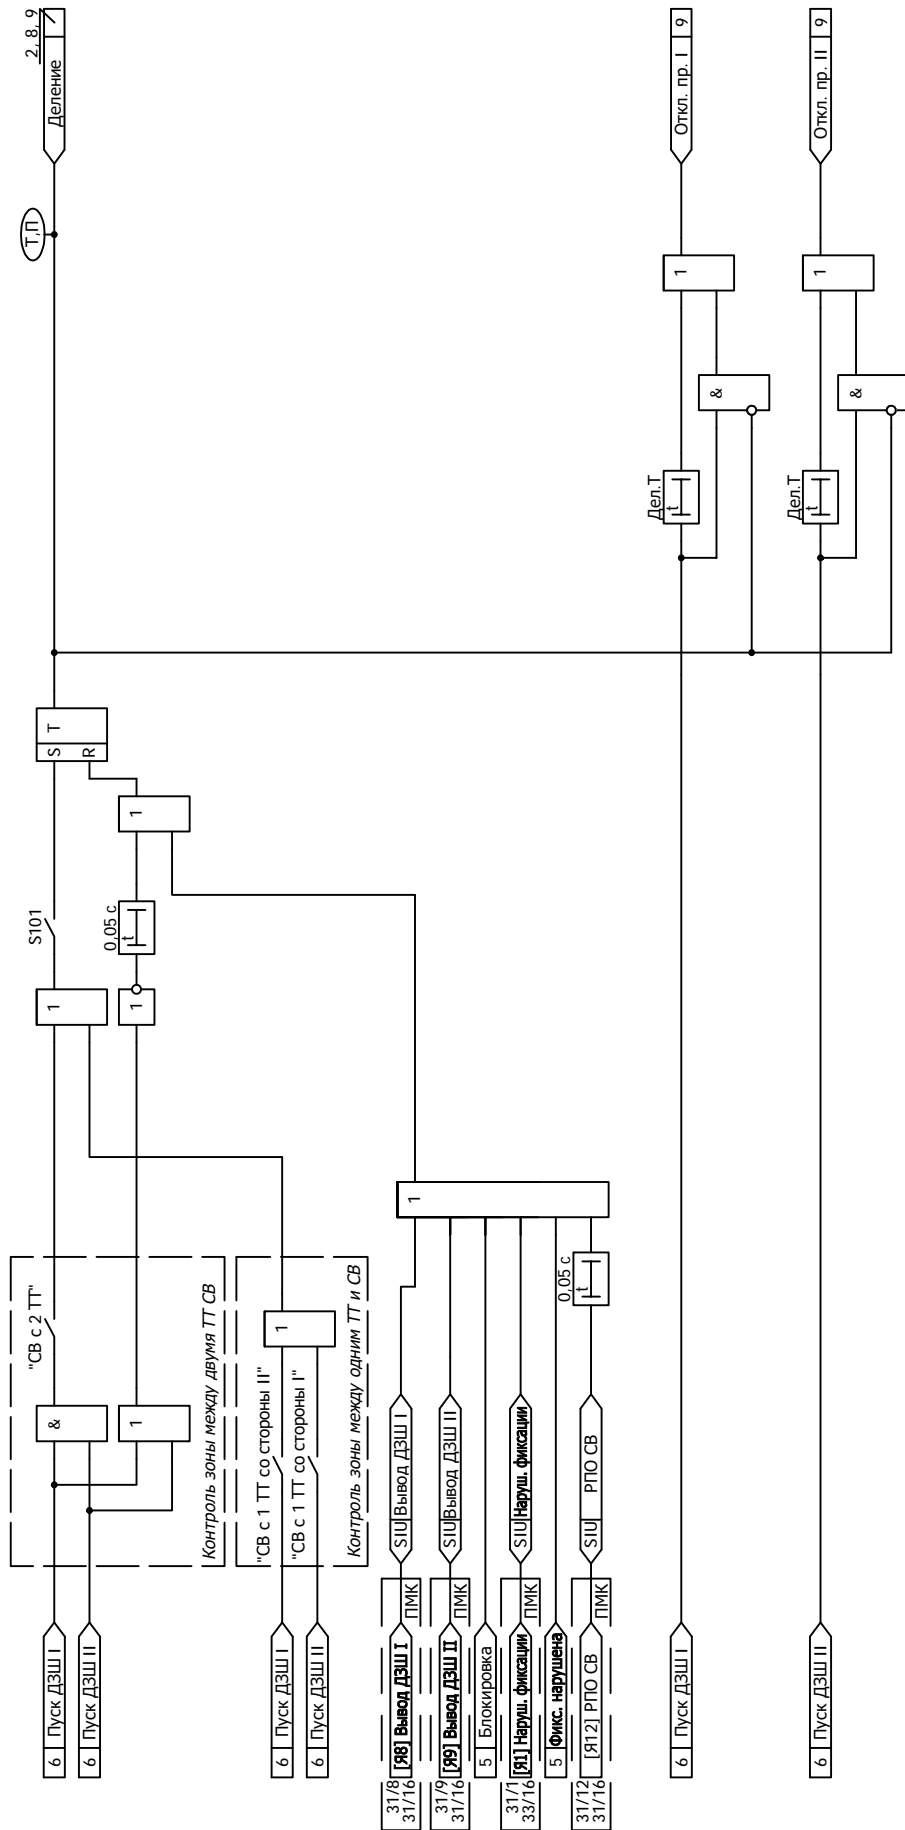 6 Пуск ДЗШ I
6 Пуск ДЗШ II
&
1
"СВ с 2 ТТ"
Контроль зоны между двумя ТТ СВ
6 Пуск ДЗШ I
6 Пуск ДЗШ II
"СВ с 1 ТТ со стороны II"
"СВ с 1 ТТ со стороны I"
1
Контроль зоны между одним ТТ и СВ
1
1
S101
0,05 с
t
1
S T
R
Т,П
Деление
2, 8, 9
31/8
31/16
[Я8] Вывод ДЗШ I
ПМК
SIU Вывод ДЗШ I
31/9
31/16
[Я9] Вывод ДЗШ II
ПМК
SIU Вывод ДЗШ II
5 Блокировка
31/1
33/16
[Я1] Наруш. фиксации
ПМК
SIU Наруш. фиксации
5 Фикс. нарушена
31/12
31/16
[Я12] РПО СВ
ПМК
SIU РПО СВ
0,05 с
t
1
6 Пуск ДЗШ I
Дел.Т
t
&
1
Откл. пр. I 9
6 Пуск ДЗШ II
Дел.Т
t
&
1
Откл. пр. II 9